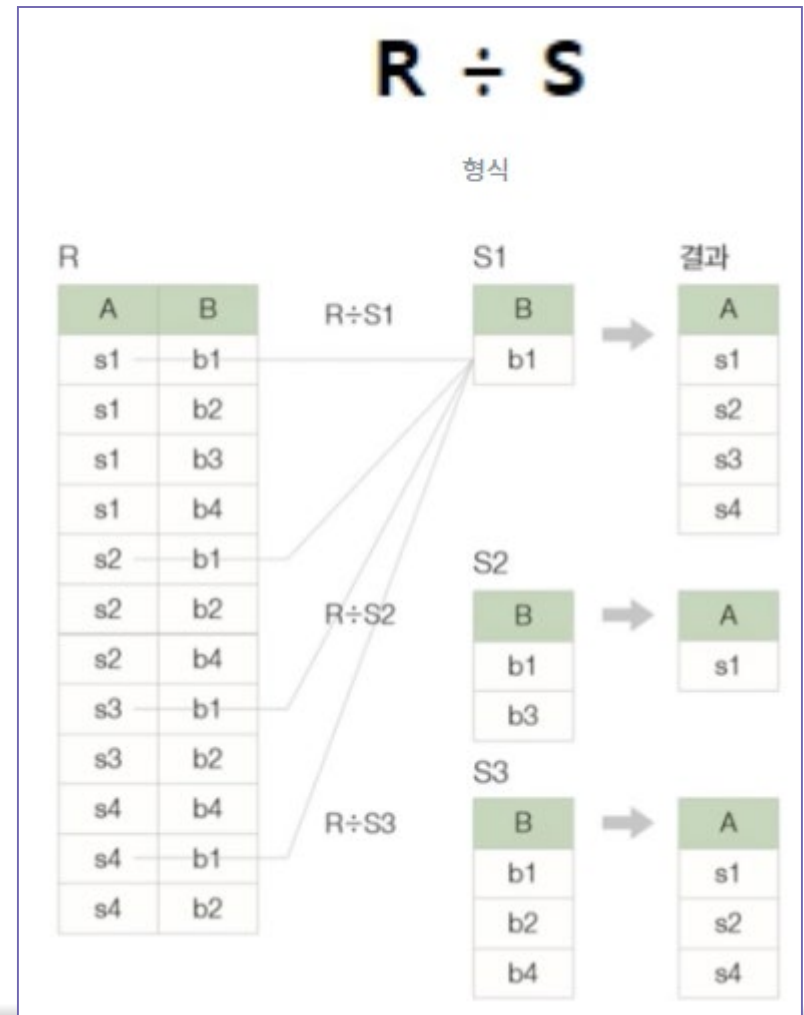 R ÷ S
형식
R
A B
s1 b1
s1 b2
s1 b3
s1 b4
s2 b1
s2 b2
s2 b4
s3 b1
s3 b2
s4 b4
s4 b1
s4 b2
R÷S1
R÷S2
R÷S3
S1
B
b1
결과
A
s1
s2
s3
s4
S2
B
b1
b3
A
s1
S3
B
b1
b2
b4
A
s1
s2
s4